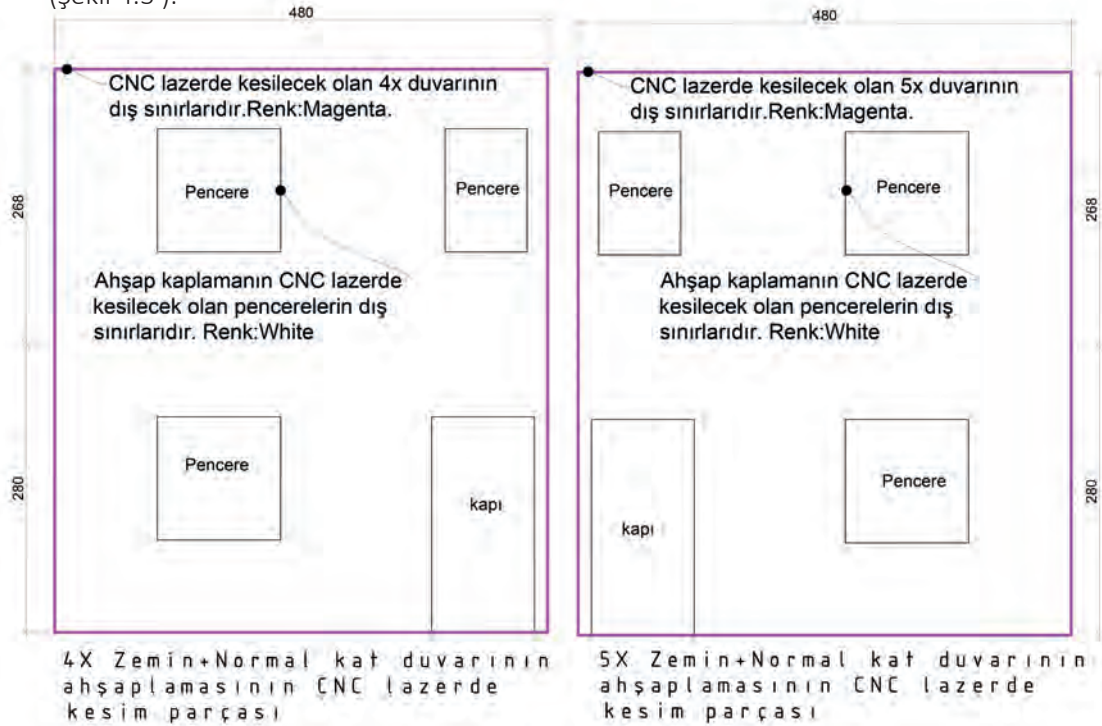 (Şekil 1.3 ).
480
CNC lazerde kesilecek olan 4x duvarının
dış sınırlarıdır.Renk:Magenta.
Pencere
Pencere
268
Ahşap kaplamanın CNC lazerde
kesilecek olan pencerelerin dış
sınırlarıdır. Renk:White
Pencere
kapı
280
4X Zemin+Normal kat duvarının
ahşaplamasının CNC lazerde
kesim parçası
480
CNC lazerde kesilecek olan 5x duvarının
dış sınırlarıdır.Renk:Magenta.
Pencere
Pencere
268
Ahşap kaplamanın CNC lazerde
kesilecek olan pencerelerin dış
sınırlarıdır. Renk:White
kapı
Pencere
280
5X Zemin+Normal kat duvarının
ahşaplamasının CNC lazerde
kesim parçası